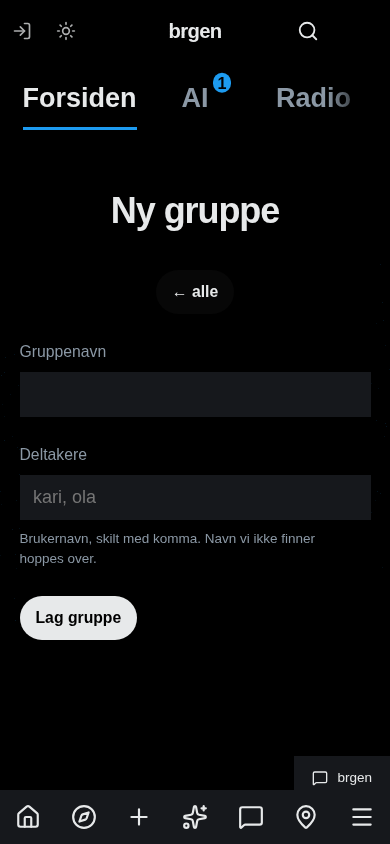 brgen
Forsiden AI 1 Radio
Ny gruppe
← alle
Gruppenavn
Deltakere
kari, ola
Brukernavn, skilt med komma. Navn vi ikke finner
hoppes over.
Lag gruppe
brgen